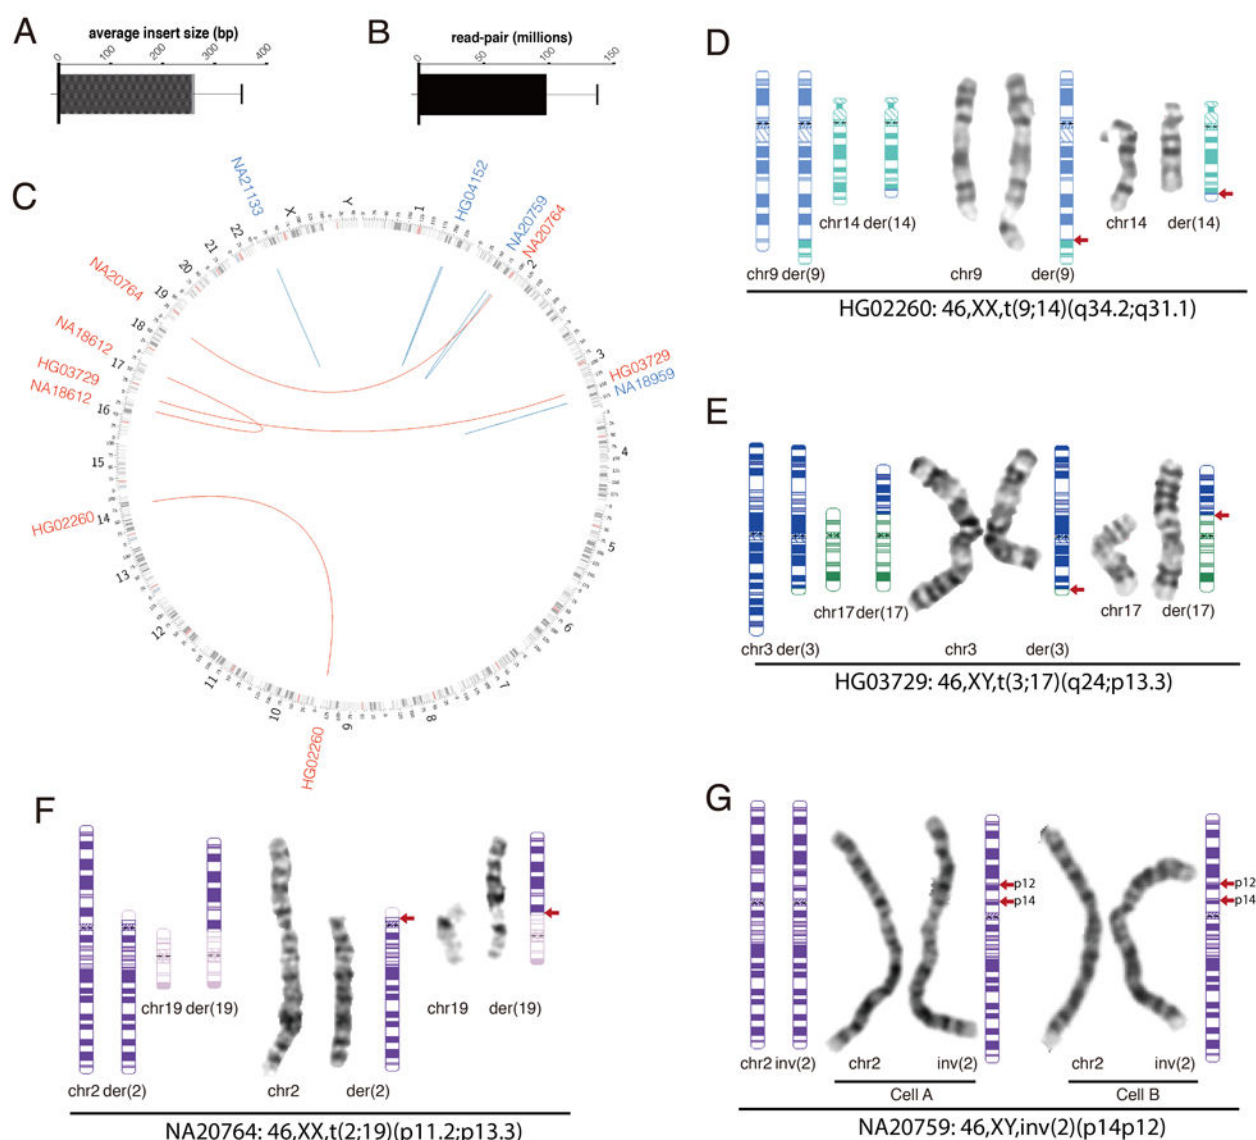 A
average insert size (bp)
0 100 200 300 400
B
read-pair (millions)
0 50 100 150
C
NA21133
HG04152
NA20759
NA20764
HG03729
NA18959
NA20764
NA18612
HG03729
NA18612
HG02260
HG02260
X Y 1 2 3 4 5 6 7 8 9 10 11 12 13 14 15 16 17 18 19 20 21 22
D
chr9 der(9)
chr14 der(14)
chr9 der(9)
chr14 der(14)
HG02260: 46,XX,t(9;14)(q34.2;q31.1)
E
chr17 der(17)
chr17 der(17)
chr3 der(3)
chr3 der(3)
HG03729: 46,XY,t(3;17)(q24;p13.3)
F
chr19 der(19)
chr19 der(19)
chr2 der(2)
chr2 der(2)
NA20764: 46,XX,t(2;19)(p11.2;p13.3)
G
p12
p14
p12
p14
chr2 inv(2)
chr2 inv(2)
chr2 inv(2)
Cell A
Cell B
NA20759: 46,XY,inv(2)(p14p12)